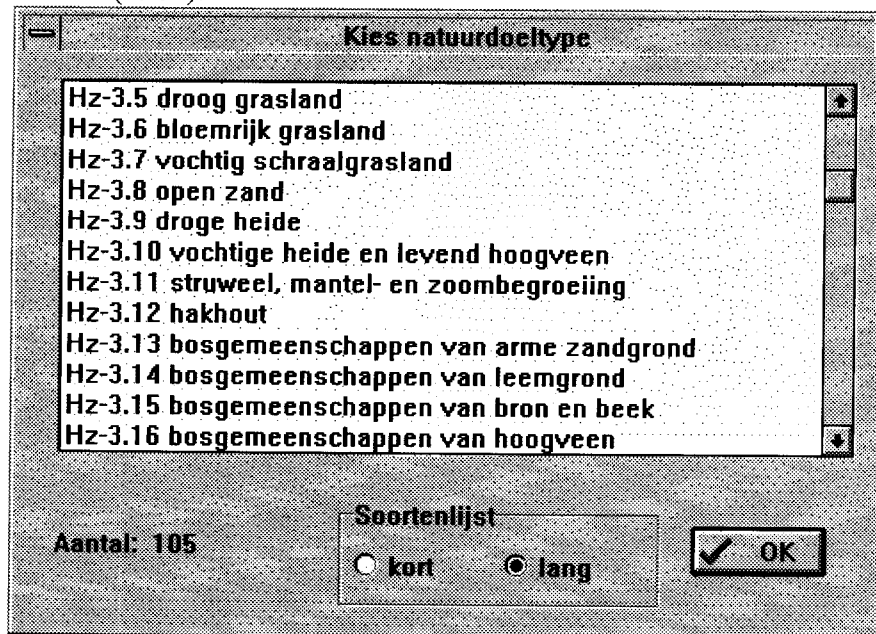 Kies natuurdoeltype
Hz-3.5 droog grasland
Hz-3.6 bloemrijk grasland
Hz-3.7 vochtig schraalgrasland
Hz-3.8 open zand
Hz-3.9 droge heide
Hz-3.10 vochtige heide en levend hoogveen
Hz-3.11 struweel, mantel- en zoombegroeiing
Hz-3.12 hakhout
Hz-3.13 bosgemeenschappen van arme zandgrond
Hz-3.14 bosgemeenschappen van leemgrond
Hz-3.15 bosgemeenschappen van bron en beek
Hz-3.16 bosgemeenschappen van hoogveen
Soortenlijst
Aantal: 105
kort lang
OK